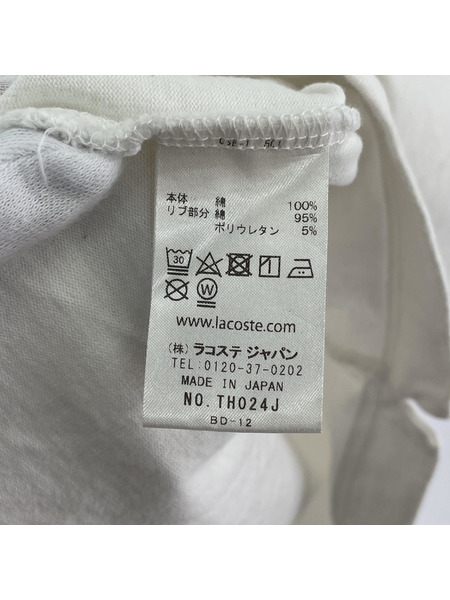 本体 綿 100%
リブ部分 綿 95%
ポリウレタン 5%
30
W
www.lacoste.com
(株) ラコステ ジャパン
TEL:0120-37-0202
MADE IN JAPAN
NO. TH024J
BD-12